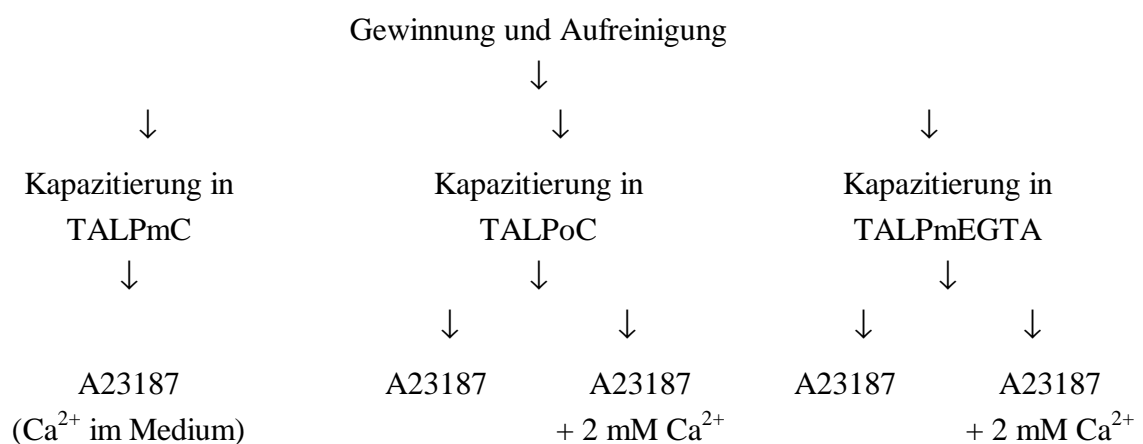 Gewinnung und Aufreinigung
↓
↓ ↓ ↓
Kapazitierung in Kapazitierung in Kapazitierung in
TALPmC TALPoC TALPmEGTA
↓ ↓ ↓
↓ ↓ ↓ ↓
A23187 A23187 A23187 A23187 A23187
(Ca²⁺ im Medium) + 2 mM Ca²⁺ + 2 mM Ca²⁺